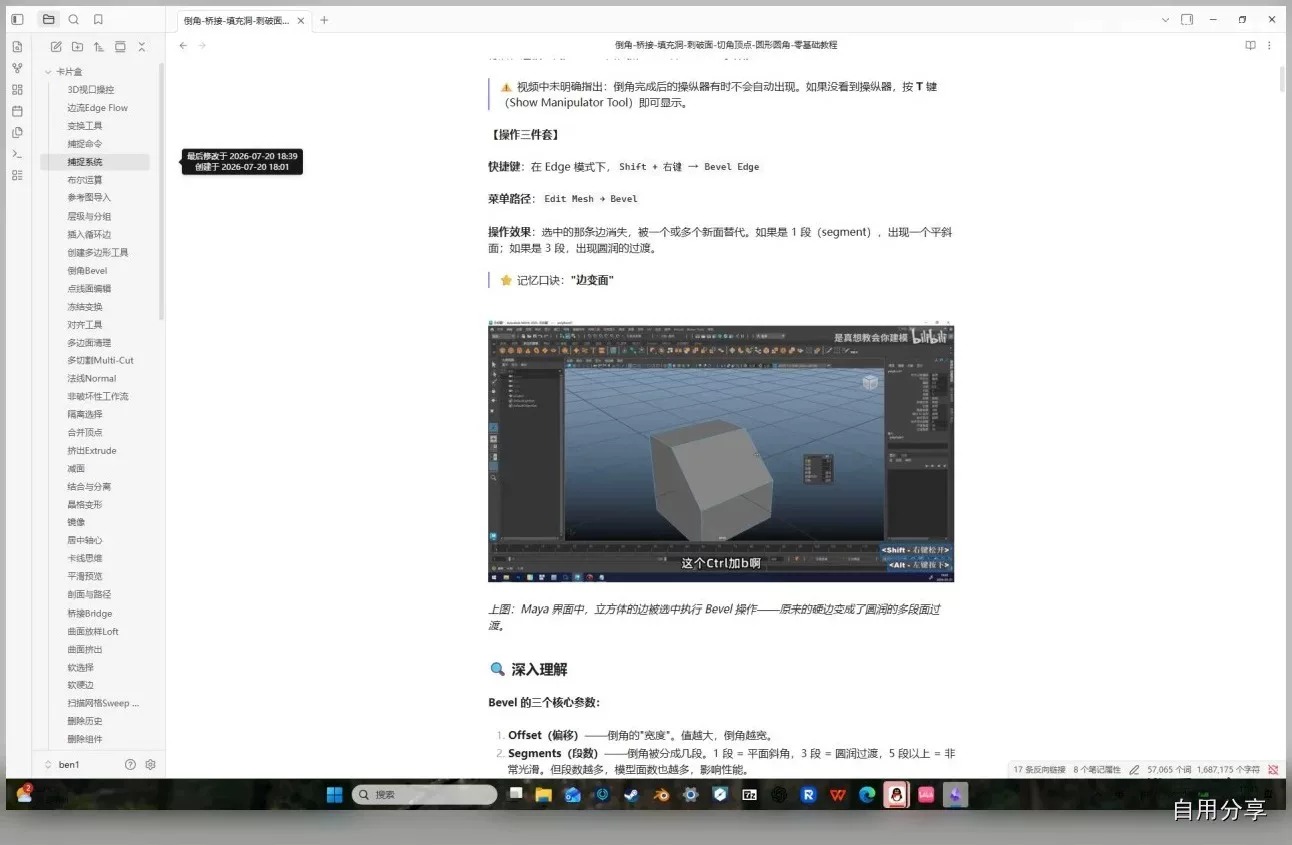 倒角-桥接-填充洞-刺破面...
倒角-桥接-填充洞-刺破面-切角顶点-圆形圆角-零基础教程
卡片盒
3D视口操控
边流Edge Flow
变换工具
捕捉命令
捕捉系统
布尔运算
参考图导入
层级与分组
插入循环边
创建多边形工具
倒角Bevel
点线面编辑
冻结变换
对齐工具
多边面清理
多切割Multi-Cut
法线Normal
非破坏性工作流
隔离选择
合并顶点
挤出Extrude
减面
结合与分离
晶格变形
镜像
居中轴心
卡线思维
平滑预览
剖面与路径
桥接Bridge
曲面放样Loft
曲面挤出
软选择
软硬边
扫描网格Sweep ...
删除历史
删除组件
ben1
最后修改于 2026-07-20 18:39
创建于 2026-07-20 18:01
⚠️ 视频中未明确指出：倒角完成后的操纵器有时不会自动出现。如果没看到操纵器，按 T 键
（Show Manipulator Tool）即可显示。
【操作三件套】
快捷键：在 Edge 模式下， Shift + 右键 → Bevel Edge
菜单路径： Edit Mesh → Bevel
操作效果：选中的那条边消失，被一个或多个新面替代。如果是 1 段（segment），出现一个平斜
面；如果是 3 段，出现圆润的过渡。
⭐ 记忆口诀："边变面"
是真想教会你建模 bilibili
<Shift - 右键松开>
<Alt - 左键按下>
这个Ctrl加b啊
上图：Maya 界面中，立方体的边被选中执行 Bevel 操作——原来的硬边变成了圆润的多段面过
渡。
🔍 深入理解
Bevel 的三个核心参数：
1. Offset（偏移）——倒角的"宽度"。值越大，倒角越宽。
2. Segments（段数）——倒角被分成几段。1 段 = 平面斜角，3 段 = 圆润过渡，5 段以上 = 非
常光滑。但段数越多，模型面数也越多，影响性能。
17 条反向链接 8 个笔记属性 57,065 个词 1,687,175 个字符
2
搜索
自用分享